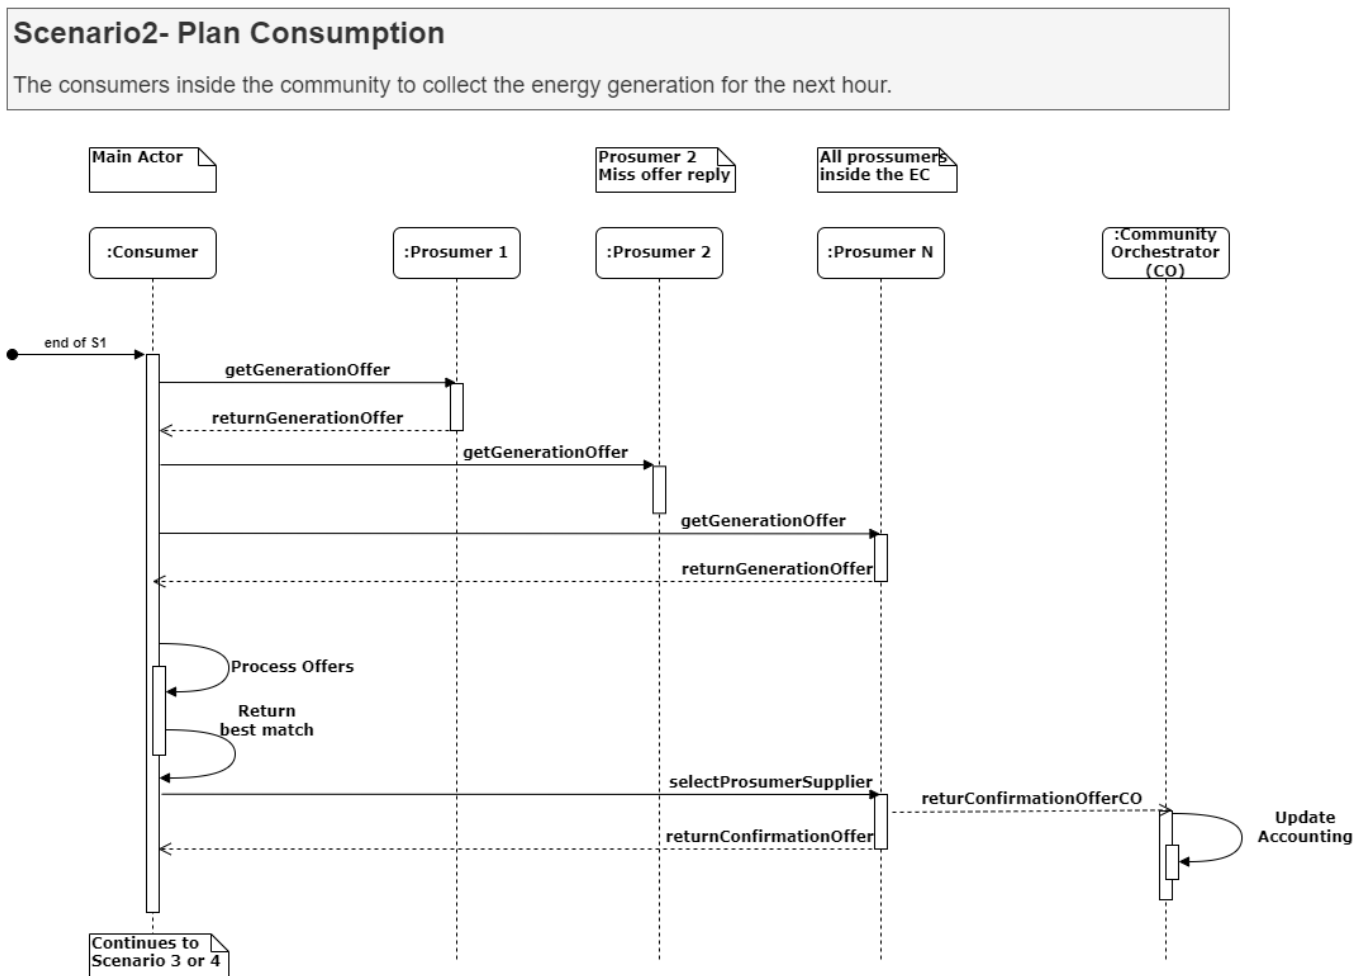 Scenario2- Plan Consumption
The consumers inside the community to collect the energy generation for the next hour.
Main Actor
Prosumer 2
Miss offer reply
All prossumers
inside the EC
:Consumer
:Prosumer 1
:Prosumer 2
:Prosumer N
:Community
Orchestrator
(CO)
end of S1
getGenerationOffer
returnGenerationOffer
getGenerationOffer
getGenerationOffer
returnGenerationOffer
Process Offers
Return
best match
selectProsumerSupplier
returConfirmationOfferCO
Update
Accounting
returnConfirmationOffer
Continues to
Scenario 3 or 4